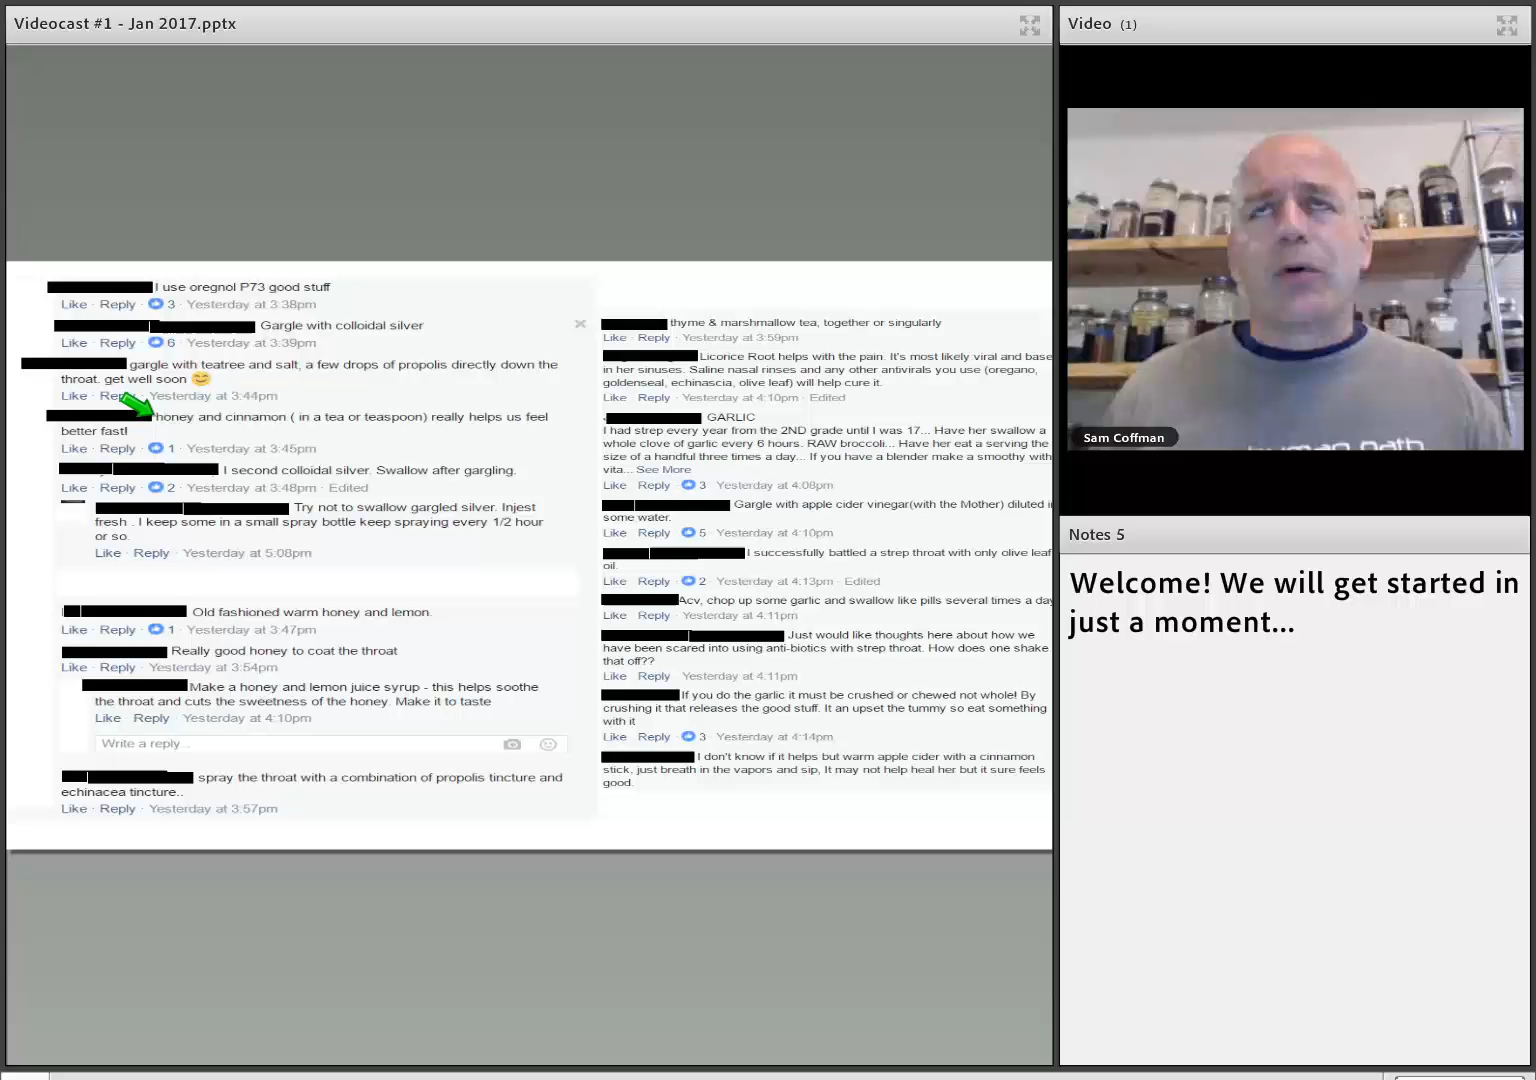 Videocast #1 - Jan 2017.pptx
I use oregnol P73 good stuff
Like · Reply · 3 · Yesterday at 3:38pm
Gargle with colloidal silver
Like · Reply · 6 · Yesterday at 3:39pm
gargle with teatree and salt, a few drops of propolis directly down the
throat. get well soon 😊
Like · Reply · Yesterday at 3:44pm
honey and cinnamon ( in a tea or teaspoon) really helps us feel
better fast!
Like · Reply · 1 · Yesterday at 3:45pm
I second colloidal silver. Swallow after gargling.
Like · Reply · 2 · Yesterday at 3:48pm · Edited
Try not to swallow gargled silver. Injest
fresh . I keep some in a small spray bottle keep spraying every 1/2 hour
or so.
Like · Reply · Yesterday at 5:08pm
Old fashioned warm honey and lemon.
Like · Reply · 1 · Yesterday at 3:47pm
Really good honey to coat the throat
Like · Reply · Yesterday at 3:54pm
Make a honey and lemon juice syrup - this helps soothe
the throat and cuts the sweetness of the honey. Make it to taste
Like · Reply · Yesterday at 4:10pm
Write a reply...
spray the throat with a combination of propolis tincture and
echinacea tincture..
Like · Reply · Yesterday at 3:57pm
thyme & marshmallow tea, together or singularly
Like · Reply · Yesterday at 3:59pm
Licorice Root helps with the pain. It's most likely viral and base
in her sinuses. Saline nasal rinses and any other antivirals you use (oregano,
goldenseal, echinascia, olive leaf) will help cure it.
Like · Reply · Yesterday at 4:10pm · Edited
GARLIC
I had strep every year from the 2ND grade until I was 17... Have her swallow a
whole clove of garlic every 6 hours. RAW broccoli... Have her eat a serving the
size of a handful three times a day... If you have a blender make a smoothy with
vita... See More
Like · Reply · 3 · Yesterday at 4:08pm
Gargle with apple cider vinegar(with the Mother) diluted i
some water.
Like · Reply · 5 · Yesterday at 4:10pm
I successfully battled a strep throat with only olive leaf
oil.
Like · Reply · 2 · Yesterday at 4:13pm · Edited
Acv, chop up some garlic and swallow like pills several times a day
Like · Reply · Yesterday at 4:11pm
Just would like thoughts here about how we
have been scared into using anti-biotics with strep throat. How does one shake
that off??
Like · Reply · Yesterday at 4:11pm
If you do the garlic it must be crushed or chewed not whole! By
crushing it that releases the good stuff. It an upset the tummy so eat something
with it
Like · Reply · 3 · Yesterday at 4:14pm
I don't know if it helps but warm apple cider with a cinnamon
stick, just breath in the vapors and sip, It may not help heal her but it sure feels
good.
Video (1)
Sam Coffman
Notes 5
Welcome! We will get started in
just a moment...